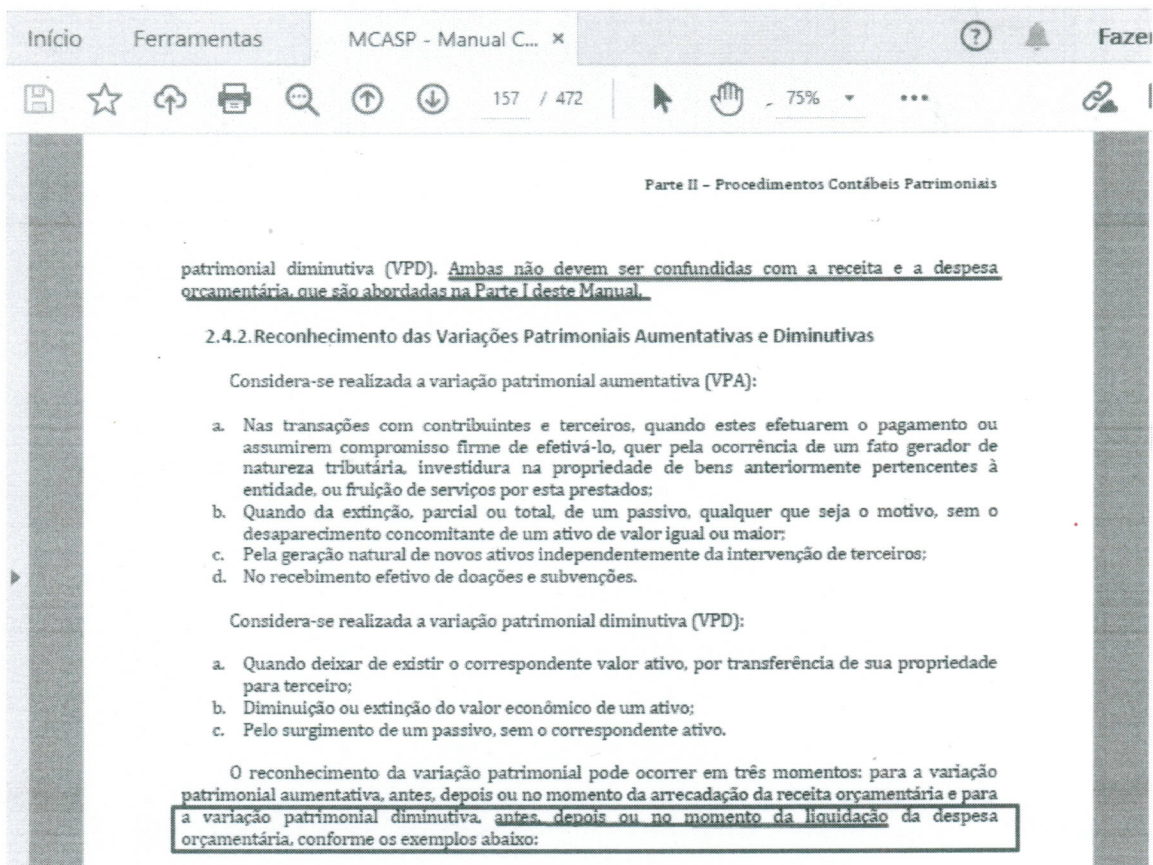 Início Ferramentas MCASP - Manual C... × ? Fazer
157 / 472 75% ...
Parte II – Procedimentos Contábeis Patrimoniais
patrimonial diminutiva (VPD). Ambas não devem ser confundidas com a receita e a despesa
orçamentária, que são abordadas na Parte I deste Manual.
2.4.2. Reconhecimento das Variações Patrimoniais Aumentativas e Diminutivas
Considera-se realizada a variação patrimonial aumentativa (VPA):
a. Nas transações com contribuintes e terceiros, quando estes efetuarem o pagamento ou
assumirem compromisso firme de efetivá-lo, quer pela ocorrência de um fato gerador de
natureza tributária, investidura na propriedade de bens anteriormente pertencentes à
entidade, ou fruição de serviços por esta prestados;
b. Quando da extinção, parcial ou total, de um passivo, qualquer que seja o motivo, sem o
desaparecimento concomitante de um ativo de valor igual ou maior;
c. Pela geração natural de novos ativos independentemente da intervenção de terceiros;
d. No recebimento efetivo de doações e subvenções.
Considera-se realizada a variação patrimonial diminutiva (VPD):
a. Quando deixar de existir o correspondente valor ativo, por transferência de sua propriedade
para terceiro;
b. Diminuição ou extinção do valor econômico de um ativo;
c. Pelo surgimento de um passivo, sem o correspondente ativo.
O reconhecimento da variação patrimonial pode ocorrer em três momentos: para a variação
patrimonial aumentativa, antes, depois ou no momento da arrecadação da receita orçamentária e para
a variação patrimonial diminutiva, antes, depois ou no momento da liquidação da despesa
orçamentária, conforme os exemplos abaixo: